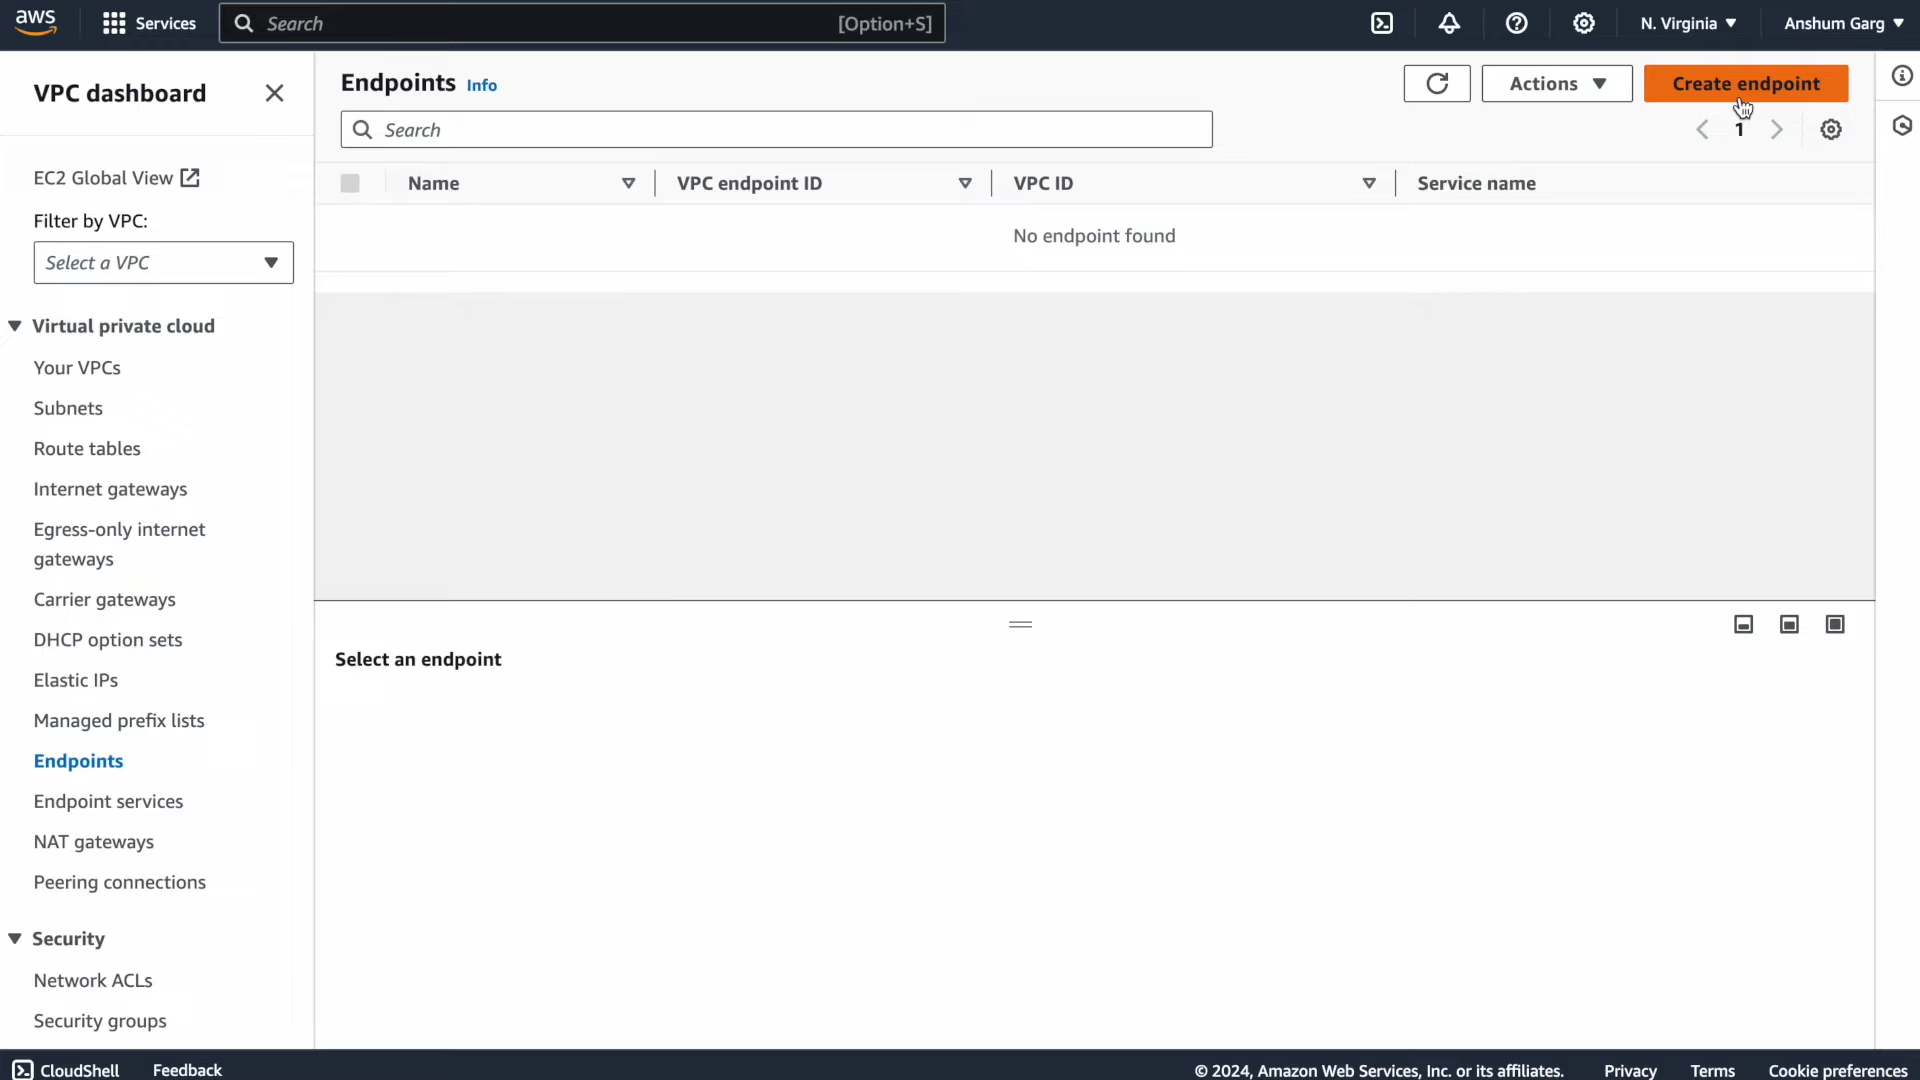 aws
Services
Search
[Option+S]
N. Virginia
Anshum Garg
VPC dashboard
EC2 Global View
Filter by VPC:
Select a VPC
Virtual private cloud
Your VPCs
Subnets
Route tables
Internet gateways
Egress-only internet
gateways
Carrier gateways
DHCP option sets
Elastic IPs
Managed prefix lists
Endpoints
Endpoint services
NAT gateways
Peering connections
Security
Network ACLs
Security groups
Endpoints Info
Actions
Create endpoint
Search
1
Name
VPC endpoint ID
VPC ID
Service name
No endpoint found
Select an endpoint
CloudShell
Feedback
© 2024, Amazon Web Services, Inc. or its affiliates.
Privacy
Terms
Cookie preferences